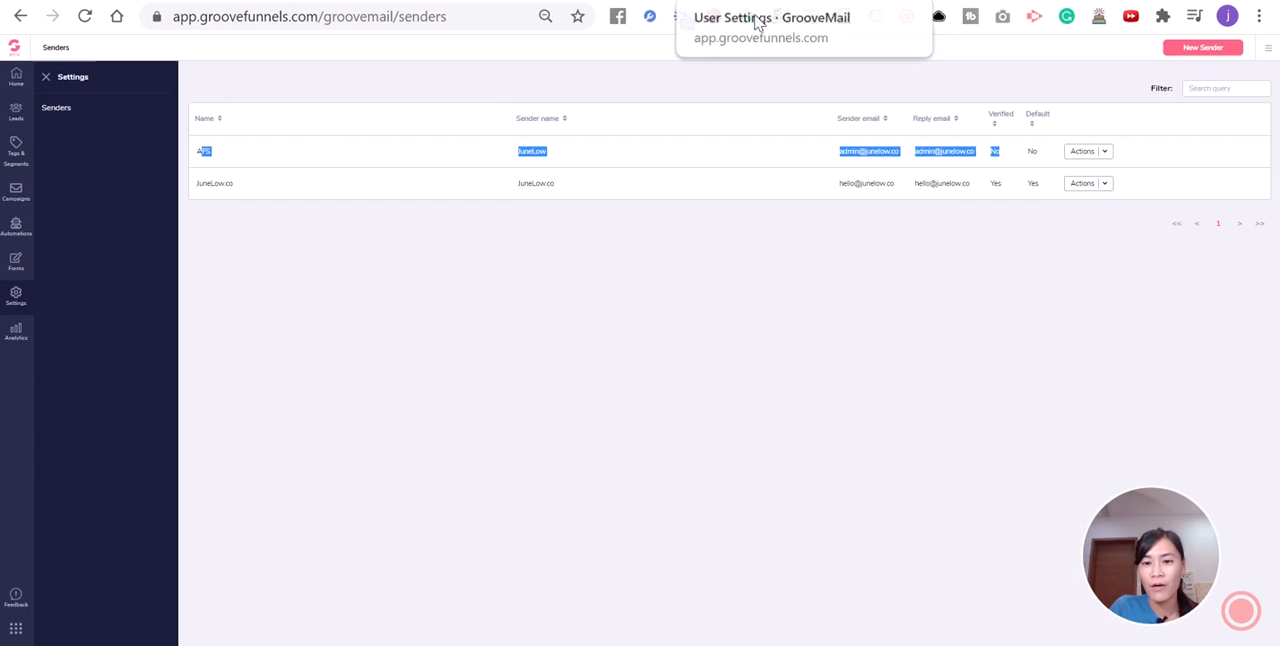 app.groovefunnels.com/groovemail/senders
User Settings · GrooveMail
app.groovefunnels.com
Senders
New Sender
Home
Settings
Senders
Leads
Tags &
Segments
Campaigns
Automations
Forms
Settings
Analytics
Feedback
Filter: Search query
Name Sender name Sender email Reply email Verified Default
APS JuneLow admin@junelow.co admin@junelow.co No No Actions
JuneLow.co JuneLow.co hello@junelow.co hello@junelow.co Yes Yes Actions
<< < 1 > >>